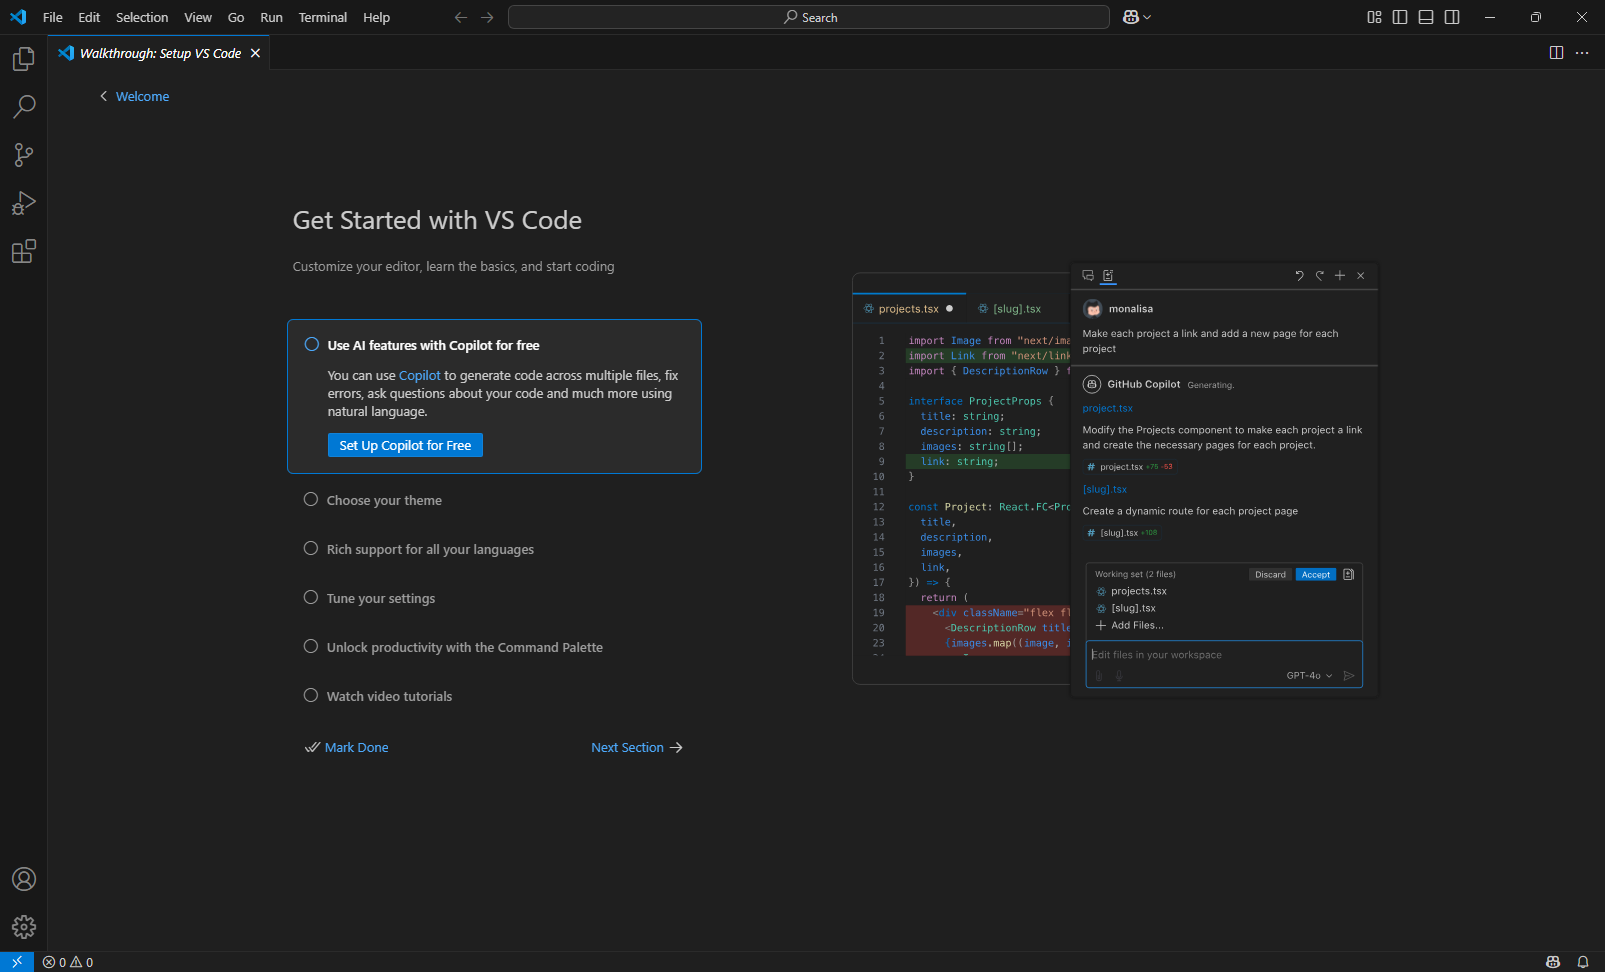 File Edit Selection View Go Run Terminal Help
Search
Walkthrough: Setup VS Code
Welcome
Get Started with VS Code
Customize your editor, learn the basics, and start coding
Use AI features with Copilot for free
You can use Copilot to generate code across multiple files, fix
errors, ask questions about your code and much more using
natural language.
Set Up Copilot for Free
Choose your theme
Rich support for all your languages
Tune your settings
Unlock productivity with the Command Palette
Watch video tutorials
Mark Done
Next Section
projects.tsx [slug].tsx
1 import Image from "next/ima
2 import Link from "next/link
3 import { DescriptionRow } f
4
5 interface ProjectProps {
6 title: string;
7 description: string;
8 images: string[];
9 link: string;
10 }
11
12 const Project: React.FC<Pro
13 title,
14 description,
15 images,
16 link,
17 }) => {
18 return (
19 <div className="flex fl
20 <DescriptionRow title
23 {images.map((image, i
monalisa
Make each project a link and add a new page for each
project
GitHub Copilot Generating.
project.tsx
Modify the Projects component to make each project a link
and create the necessary pages for each project.
# project.tsx +75 -53
[slug].tsx
Create a dynamic route for each project page
# [slug].tsx +108
Working set (2 files) Discard Accept
projects.tsx
[slug].tsx
Add Files...
Edit files in your workspace
GPT-4o
0 0